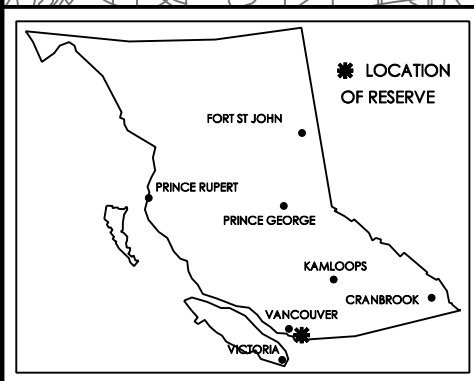 LOCATION
OF RESERVE
FORT ST JOHN
PRINCE RUPERT
PRINCE GEORGE
KAMLOOPS
CRANBROOK
VANCOUVER
VICTORIA